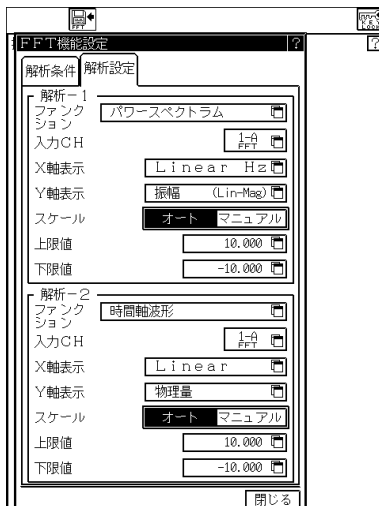 FFT
KEY
LOCK
FFT機能設定 ?
?
解析条件 解析設定
解析-1
ファンク
ション パワースペクトラム
入力CH 1-A
FFT
X軸表示 Linear Hz
Y軸表示 振幅 (Lin-Mag)
スケール オート マニュアル
上限値 10.000
下限値 -10.000
解析-2
ファンク
ション 時間軸波形
入力CH 1-A
FFT
X軸表示 Linear
Y軸表示 物理量
スケール オート マニュアル
上限値 10.000
下限値 -10.000
閉じる